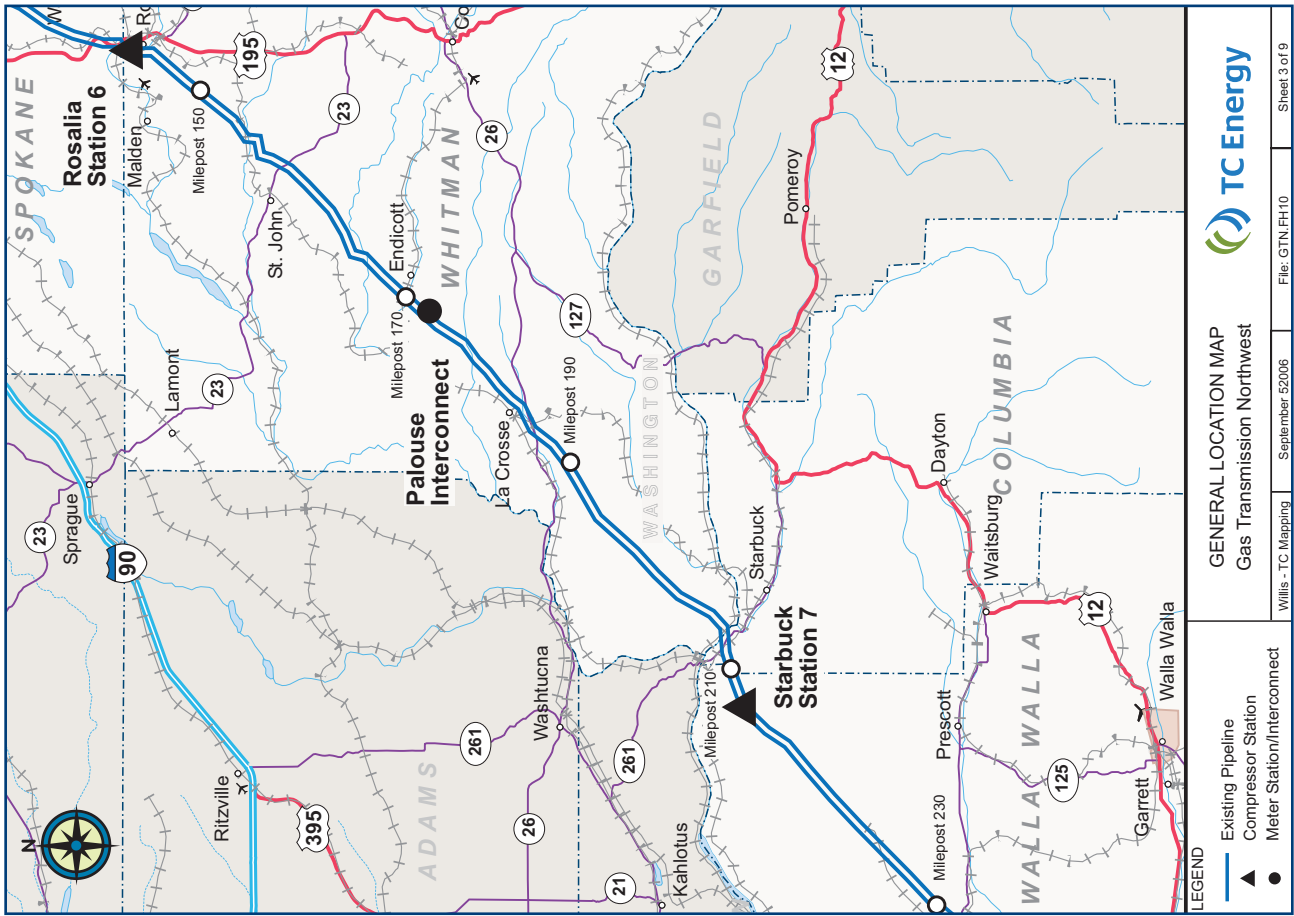 SPOKANE
W
Ro
Rosalia
Station 6
Malden
Milepost 150
195
23
Co
St. John
26
WHITMAN
Endicott
Milepost 170
Palouse
Interconnect
Lamont
23
127
GARFIELD
Pomeroy
12
La Crosse
Milepost 190
WASHINGTON
Sprague
23
90
Starbuck
Dayton
COLUMBIA
Waitsburg
Starbuck
Station 7
Milepost 210
Washtucna
261
261
Ritzville
395
ADAMS
26
21
Kahlotus
Prescott
12
WALLA WALLA
Walla Walla
125
Garrett
Milepost 230
N
LEGEND
Existing Pipeline
Compressor Station
Meter Station/Interconnect
GENERAL LOCATION MAP
Gas Transmission Northwest
TC Energy
Willis - TC Mapping
September 52006
File: GTN.FH10
Sheet 3 of 9